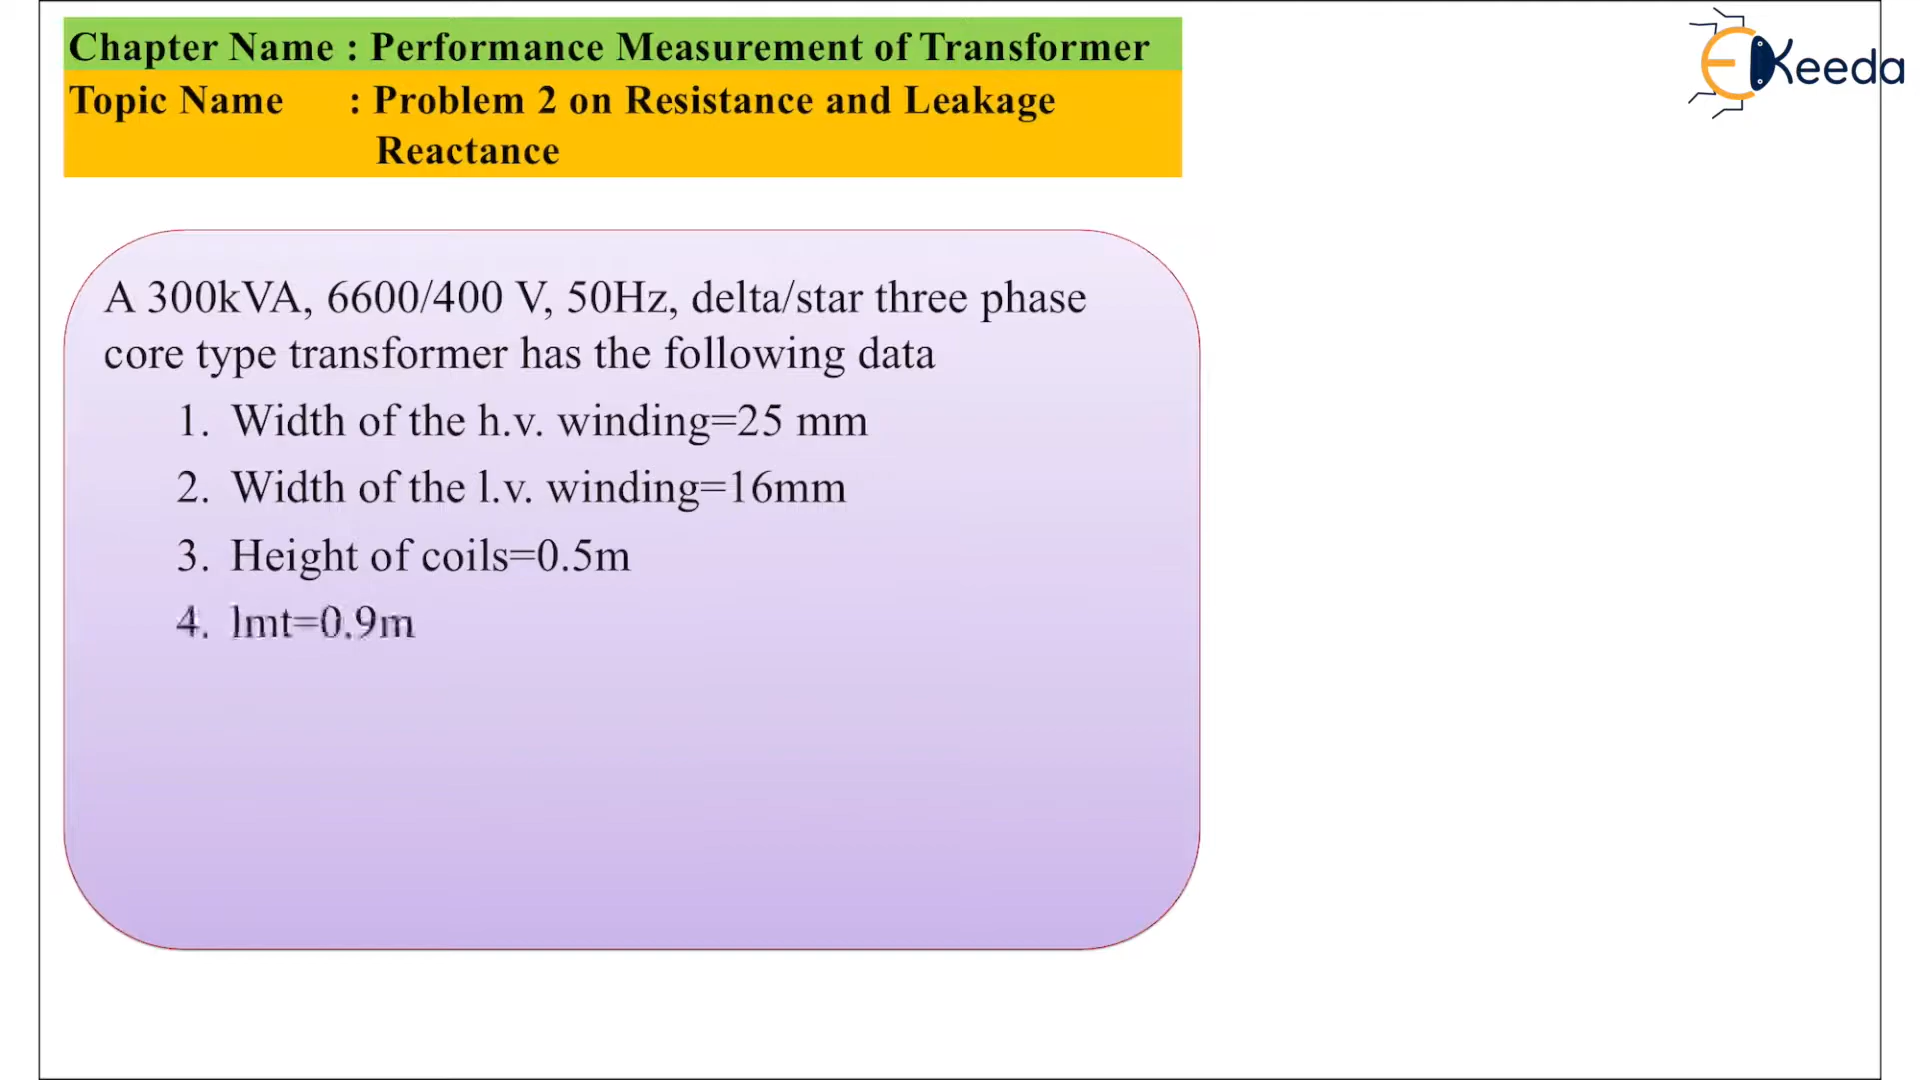 Chapter Name : Performance Measurement of Transformer
Topic Name : Problem 2 on Resistance and Leakage
Reactance
EKeeda
A 300kVA, 6600/400 V, 50Hz, delta/star three phase
core type transformer has the following data
1. Width of the h.v. winding=25 mm
2. Width of the l.v. winding=16mm
3. Height of coils=0.5m
4. lmt=0.9m